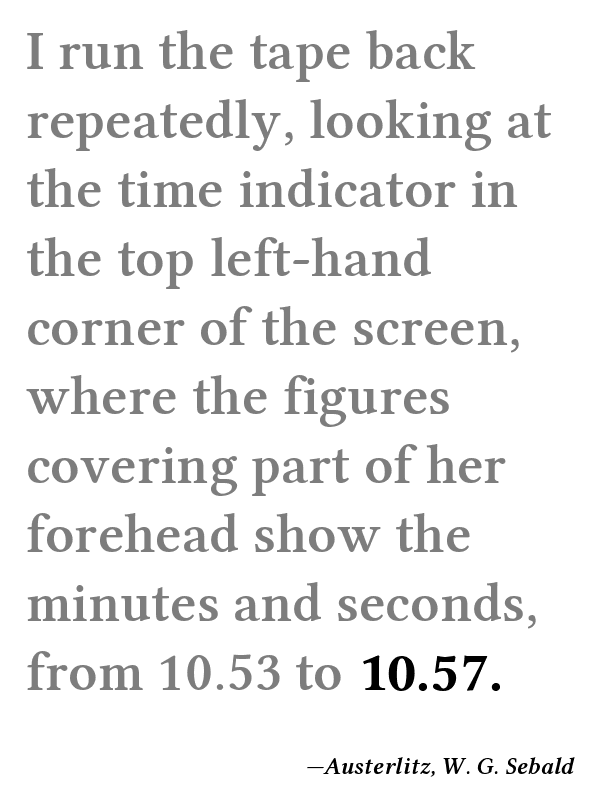 I run the tape back
repeatedly, looking at
the time indicator in
the top left-hand
corner of the screen,
where the figures
covering part of her
forehead show the
minutes and seconds,
from 10.53 to 10.57.
—Austerlitz, W. G. Sebald